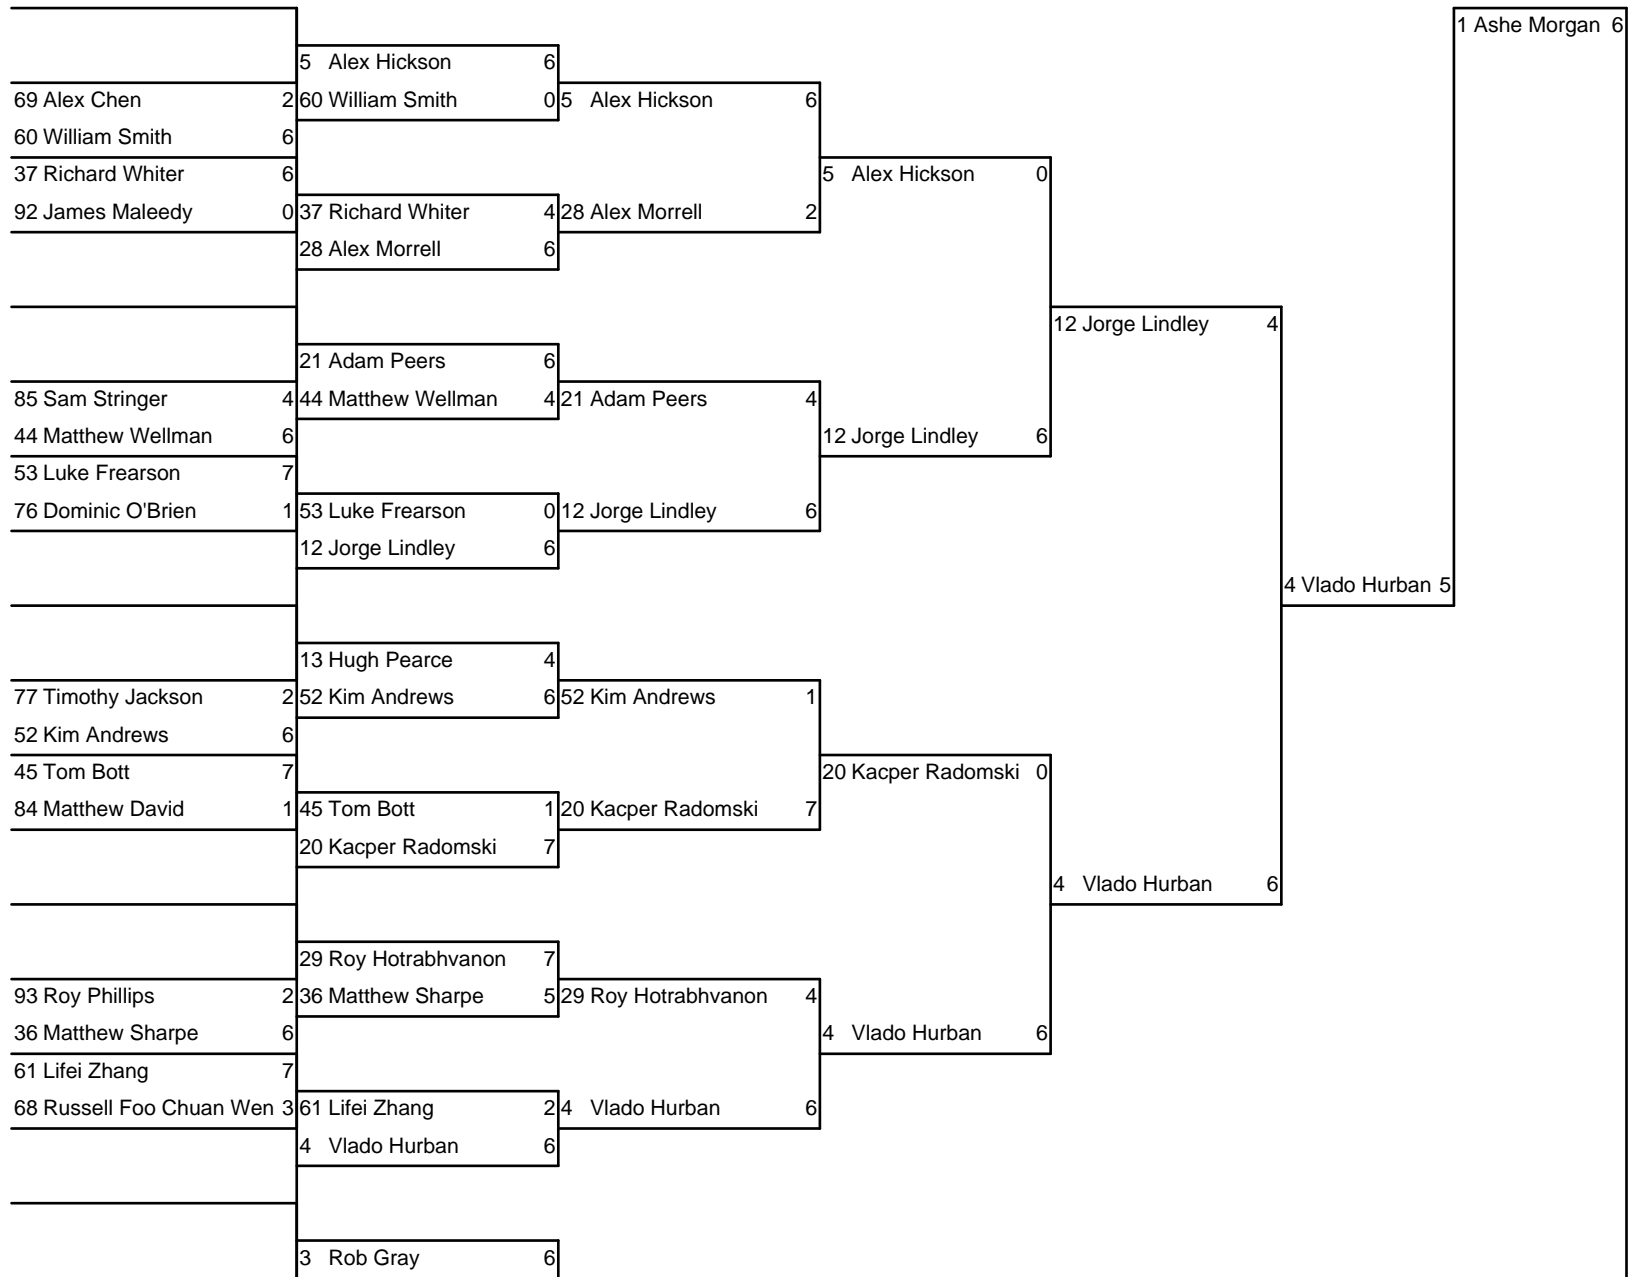 1 Ashe Morgan 6
5 Alex Hickson 6
69 Alex Chen 2 60 William Smith 0 5 Alex Hickson 6
60 William Smith 6
37 Richard Whiter 6 5 Alex Hickson 0
92 James Maleedy 0 37 Richard Whiter 4 28 Alex Morrell 2
28 Alex Morrell 6
12 Jorge Lindley 4
21 Adam Peers 6
85 Sam Stringer 4 44 Matthew Wellman 4 21 Adam Peers 4
44 Matthew Wellman 6 12 Jorge Lindley 6
53 Luke Frearson 7
76 Dominic O'Brien 1 53 Luke Frearson 0 12 Jorge Lindley 6
12 Jorge Lindley 6
4 Vlado Hurban 5
13 Hugh Pearce 4
77 Timothy Jackson 2 52 Kim Andrews 6 52 Kim Andrews 1
52 Kim Andrews 6
45 Tom Bott 7 20 Kacper Radomski 0
84 Matthew David 1 45 Tom Bott 1 20 Kacper Radomski 7
20 Kacper Radomski 7
4 Vlado Hurban 6
29 Roy Hotrabhvanon 7
93 Roy Phillips 2 36 Matthew Sharpe 5 29 Roy Hotrabhvanon 4
36 Matthew Sharpe 6 4 Vlado Hurban 6
61 Lifei Zhang 7
68 Russell Foo Chuan Wen 3 61 Lifei Zhang 2 4 Vlado Hurban 6
4 Vlado Hurban 6
3 Rob Gray 6